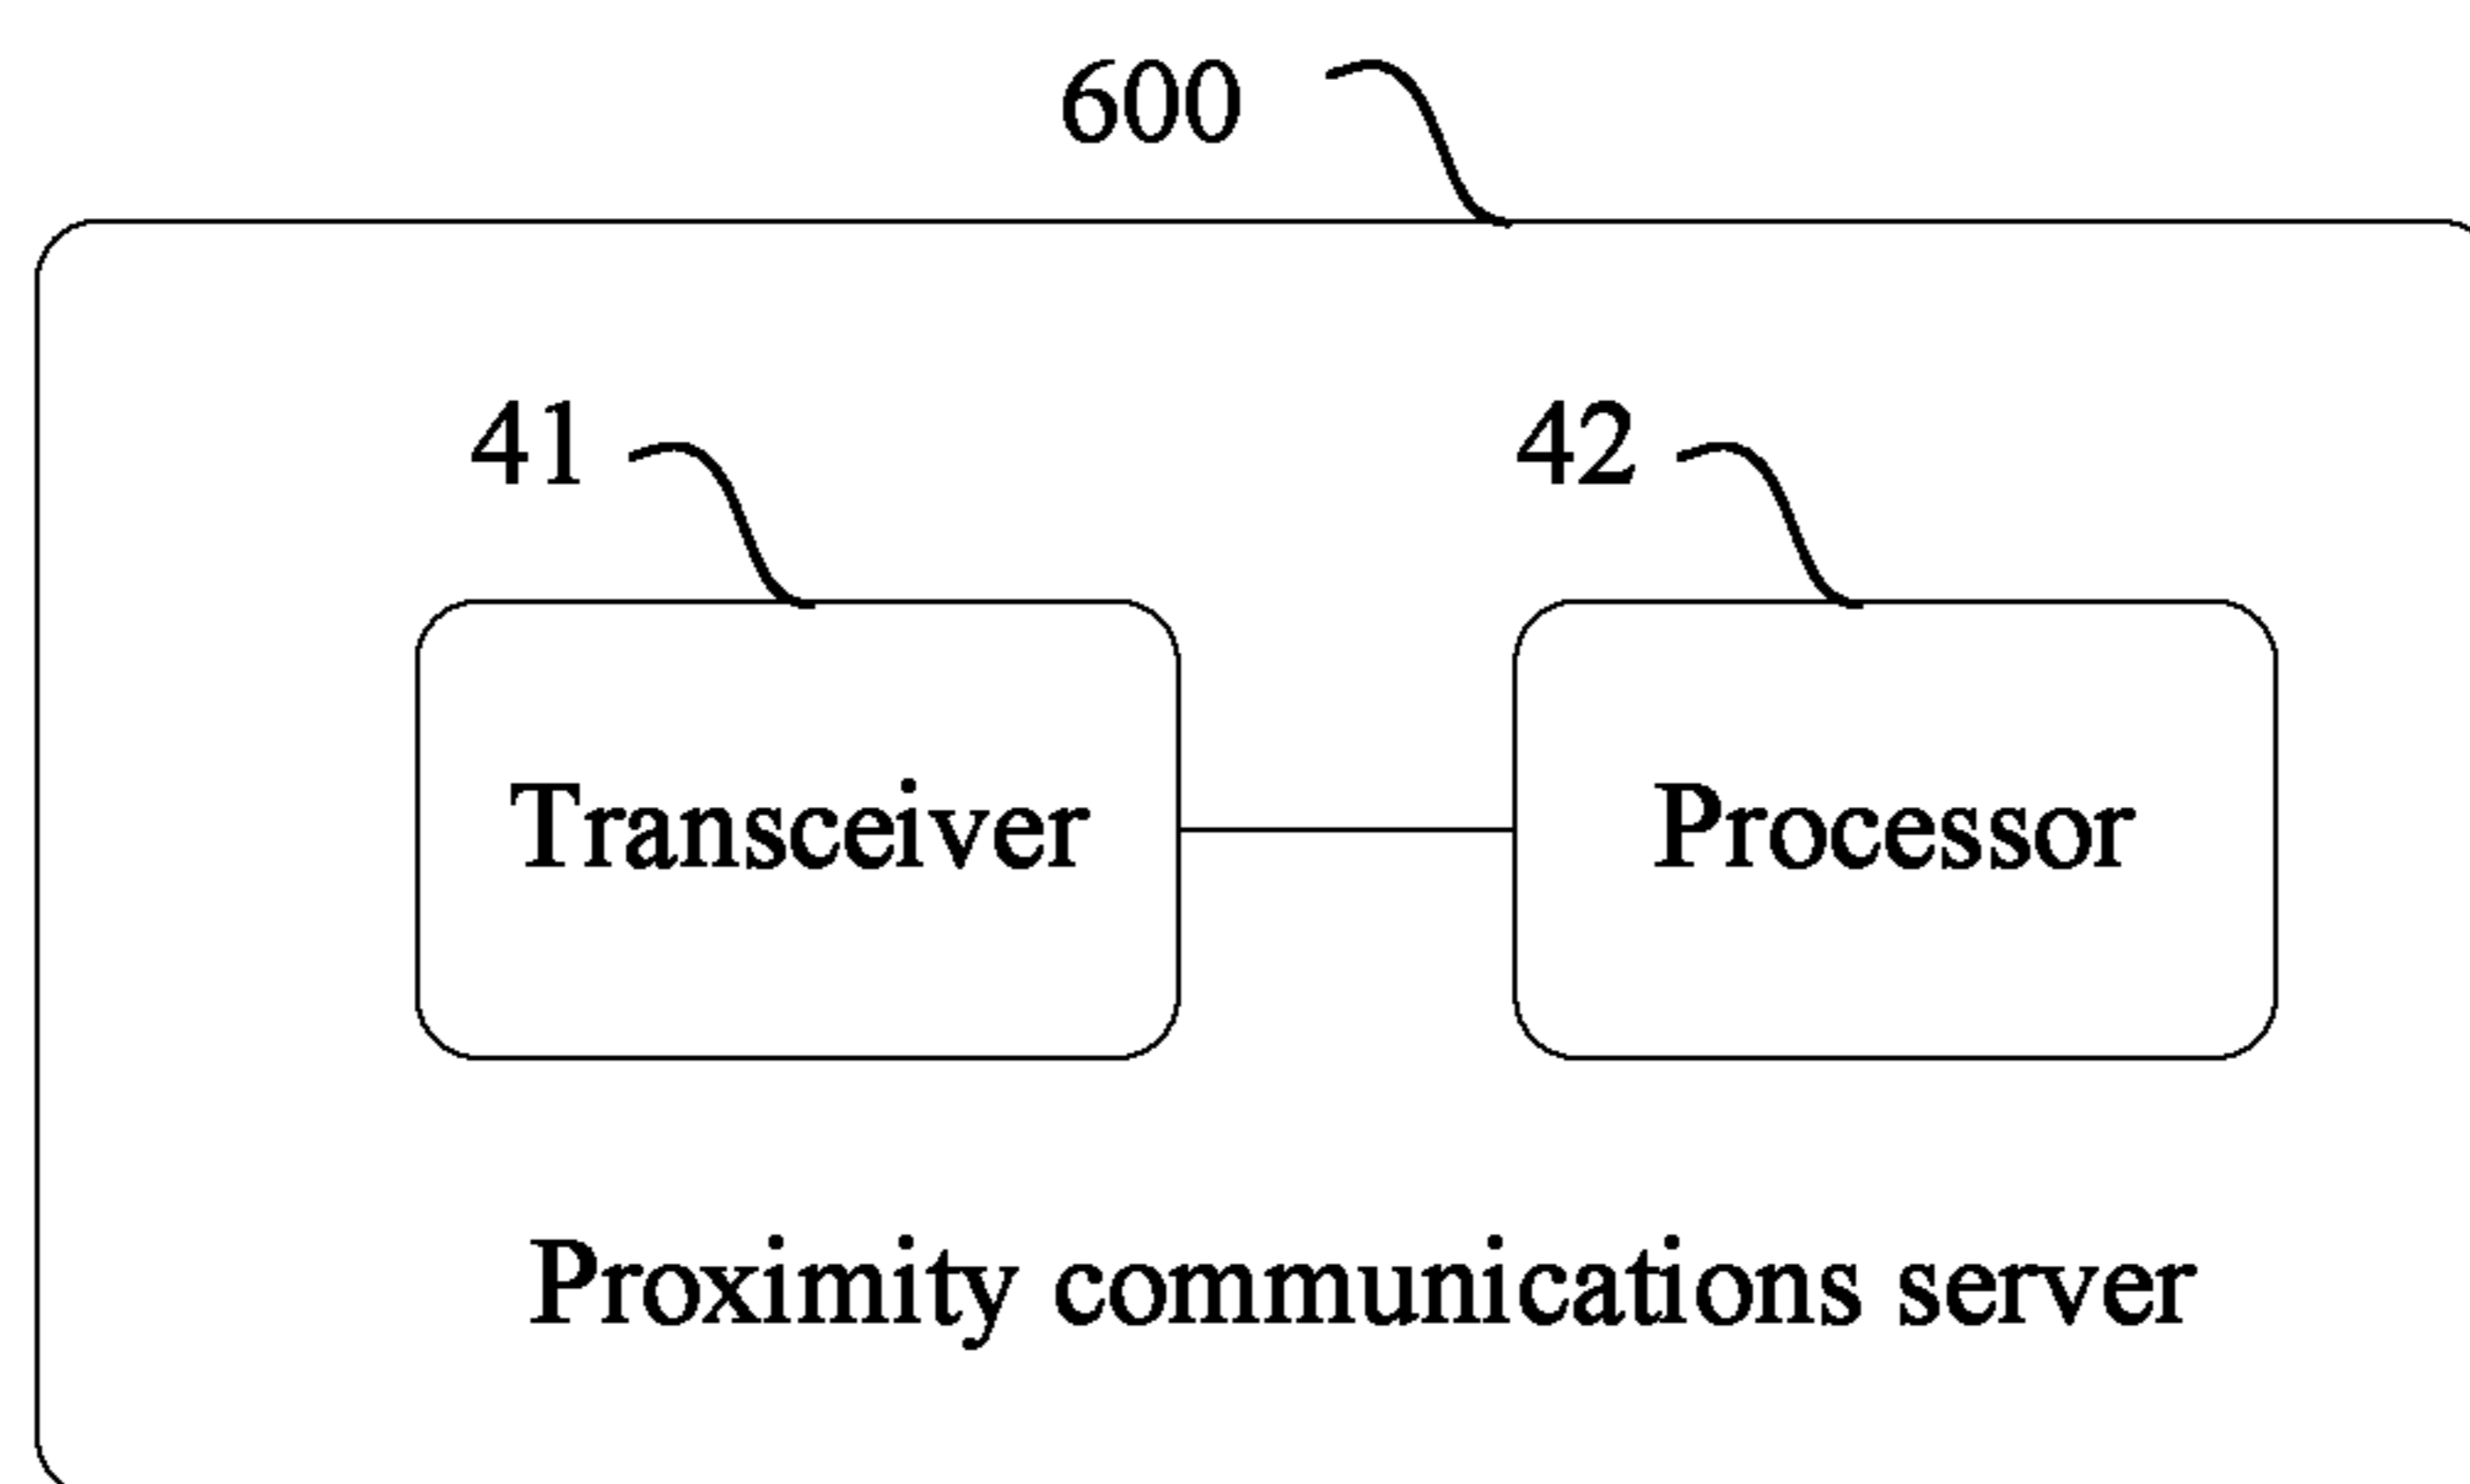 600
41
42
Transceiver
Processor
Proximity communications server